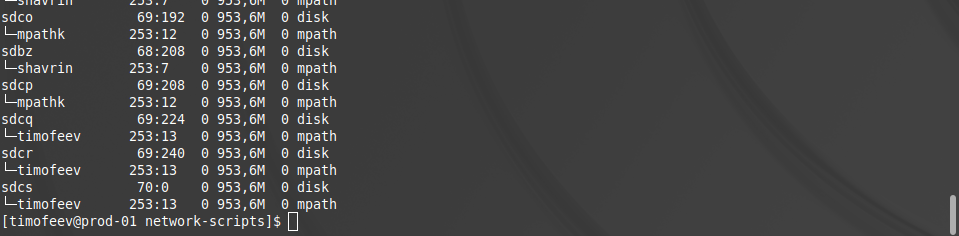 └─shavrin 253:7 0 953,6M 0 mpath
sdco 69:192 0 953,6M 0 disk
└─mpathk 253:12 0 953,6M 0 mpath
sdbz 68:208 0 953,6M 0 disk
└─shavrin 253:7 0 953,6M 0 mpath
sdcp 69:208 0 953,6M 0 disk
└─mpathk 253:12 0 953,6M 0 mpath
sdcq 69:224 0 953,6M 0 disk
└─timofeev 253:13 0 953,6M 0 mpath
sdcr 69:240 0 953,6M 0 disk
└─timofeev 253:13 0 953,6M 0 mpath
sdcs 70:0 0 953,6M 0 disk
└─timofeev 253:13 0 953,6M 0 mpath
[timofeev@prod-01 network-scripts]$